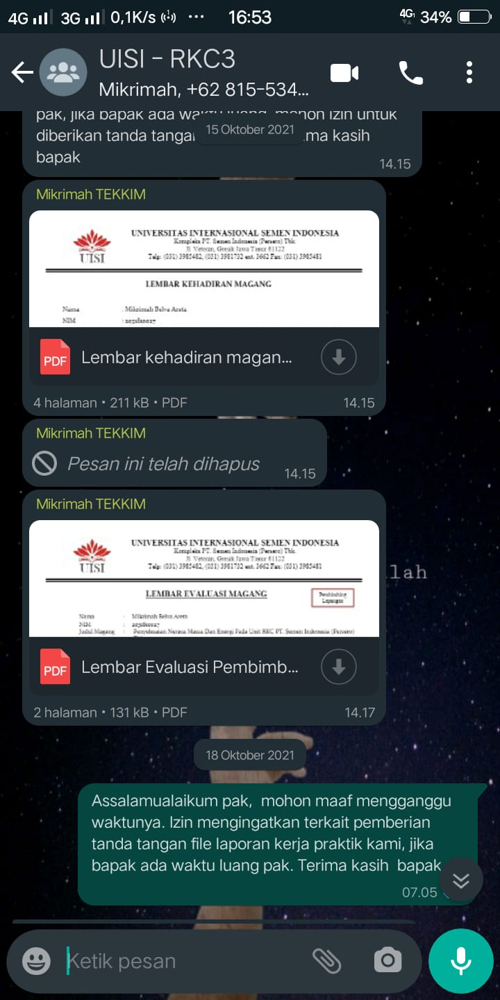 4G 3G 0,1K/s ... 16:53 4G 34%
UISI - RKC3
Mikrimah, +62 815-534...
pak, jika bapak ada waktu luang, mohon izin untuk
diberikan tanda
15 Oktober 2021
kasih
bapak
14.15
Mikrimah TEKKIM
UNIVERSITAS INTERNASIONAL SEMEN INDONESIA
Kompleks PT. Semen Indonesia (Persero) Tbk.
Jl. Veteran, Gresik Jawa Timur 61122
Telp: (031) 3985482, (031) 3981732 ext. 3662 Fax: (031) 3985481
UISI
LEMBAR KEHADIRAN MAGANG
Nama : Mikrimah Belva Aceta
NIM : 2031810027
PDF Lembar kehadiran magan...
4 halaman • 211 kB • PDF 14.15
Mikrimah TEKKIM
Pesan ini telah dihapus 14.15
Mikrimah TEKKIM
UNIVERSITAS INTERNASIONAL SEMEN INDONESIA
Kompleks PT. Semen Indonesia (Persero) Tbk.
Jl. Veteran, Gresik Jawa Timur 61122
Telp: (031) 3985482, (031) 3981732 ext. 3662 Fax: (031) 3985481
UISI
lah
LEMBAR EVALUASI MAGANG
Pembimbing
Lapangan
Nama : Mikrimah Belva Aceta
NIM : 2031810027
Judul Magang : Penyelesaian Neraca Massa Dan Energi Pada Unit RKC PT. Semen Indonesia (Persero)
PDF Lembar Evaluasi Pembimb...
2 halaman • 131 kB • PDF 14.17
18 Oktober 2021
Assalamualaikum pak, mohon maaf mengganggu
waktunya. Izin mengingatkan terkait pemberian
tanda tangan file laporan kerja praktik kami, jika
bapak ada waktu luang pak. Terima kasih bapak
07.05
Ketik pesan